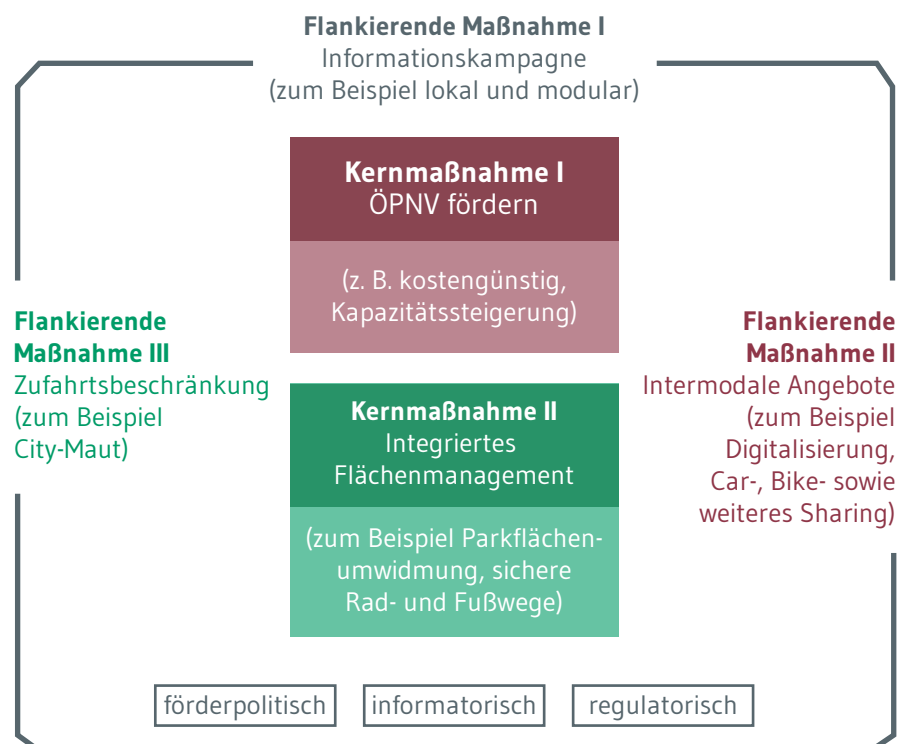 Flankierende Maßnahme I
Informationskampagne
(zum Beispiel lokal und modular)
Kernmaßnahme I
ÖPNV fördern
(z. B. kostengünstig,
Kapazitätssteigerung)
Flankierende
Maßnahme III
Zufahrtsbeschränkung
(zum Beispiel
City-Maut)
Kernmaßnahme II
Integriertes
Flächenmanagement
(zum Beispiel Parkflächen-
umwidmung, sichere
Rad- und Fußwege)
Flankierende
Maßnahme II
Intermodale Angebote
(zum Beispiel
Digitalisierung,
Car-, Bike- sowie
weiteres Sharing)
förderpolitisch
informatorisch
regulatorisch